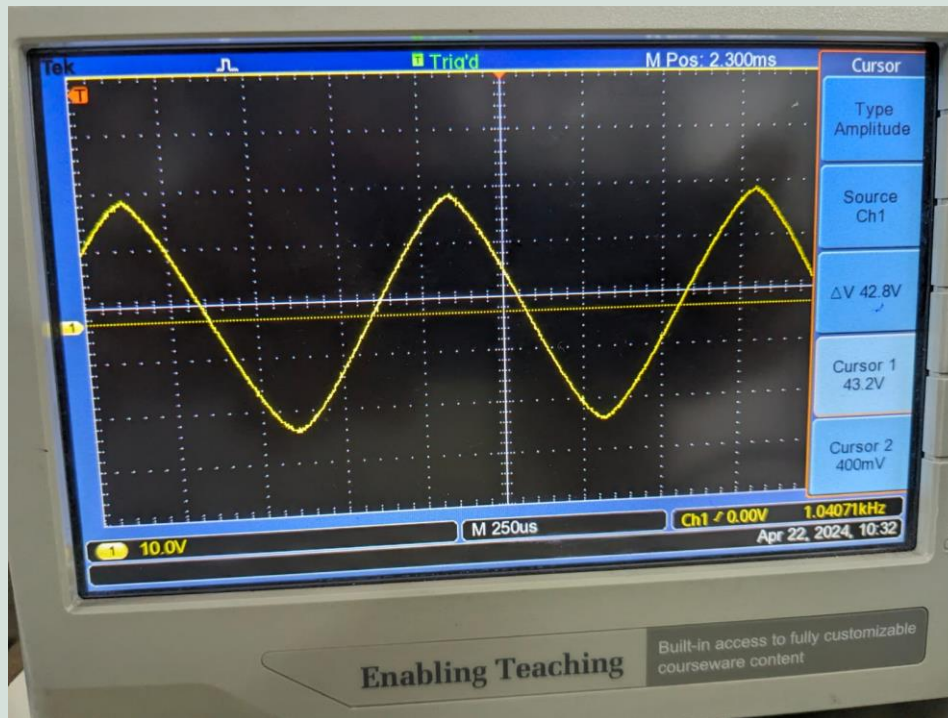 Tek
T Trig'd
M Pos: 2.300ms
Cursor
T
Type
Amplitude
Source
Ch1
ΔV 42.8V
1
Cursor 1
43.2V
Cursor 2
400mV
1 10.0V
M 250us
Ch1 0.00V
1.04071kHz
Apr 22, 2024, 10:32
Enabling Teaching
Built-in access to fully customizable
courseware content